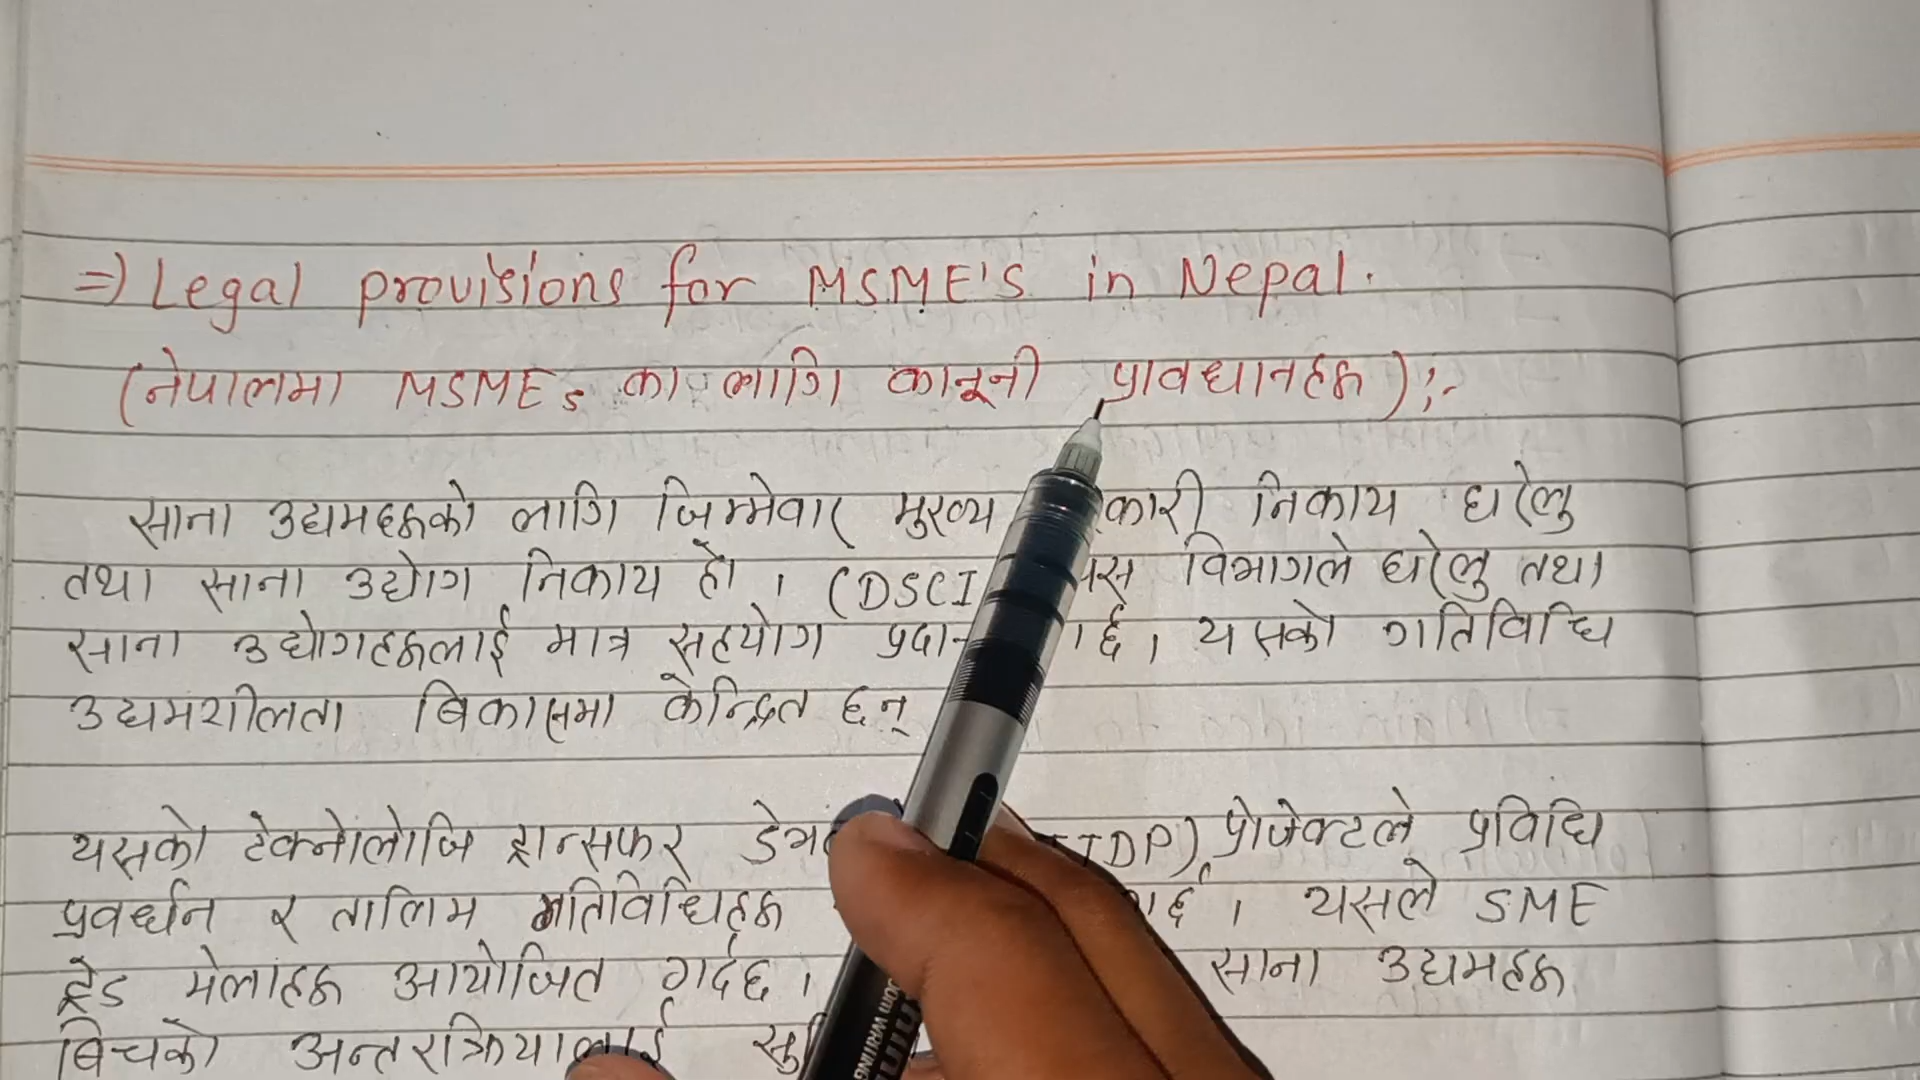 =) Legal provisions for MSME'S in Nepal.
(नेपालमा MSMEs का लागि कानूनी प्रावधानहरू ) :-
साना उद्यमहरूको लागि जिम्मेवार मुख्य कारी निकाय घरेलु
तथा साना उद्योग निकाय हो । (DSCI यस विभागले घरेलु तथा
साना उद्योगहरूलाई मात्र सहयोग प्रदान र्छ । यसको गतिविधि
उद्यमशीलता बिकासमा केन्द्रित छन्
यसको टेक्नोलोजि ट्रान्सफर TDP) प्रोजेक्टले प्रविधि
प्रवर्धन र तालिम गतिविधिहरू । यसले SME
ट्रेड मेलाहरू आयोजित गर्दछ । साना उद्यमहरू
बिचको अन्तरक्रियालाई